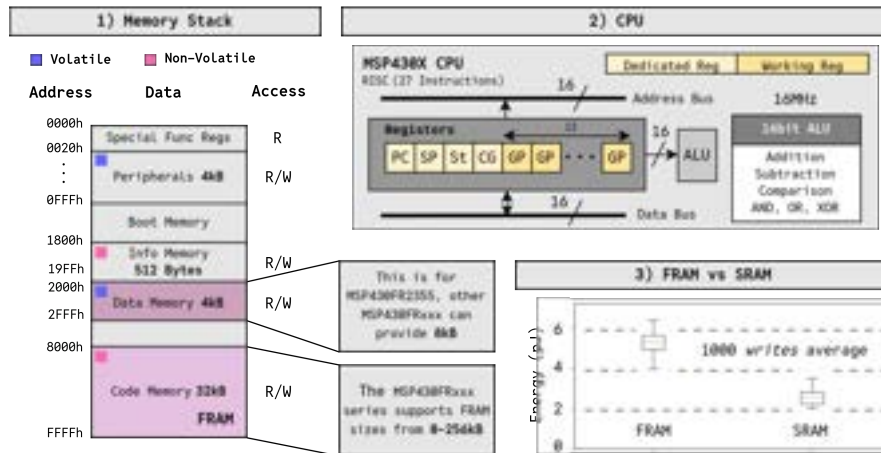 1) Memory Stack
Volatile Non-Volatile
Address Data Access
0000h
Special Func Regs R
0020h
Peripherals 4kB R/W
0FFFh
Boot Memory
1800h
Info Memory
512 Bytes R/W
19FFh
2000h
Data Memory 4kB R/W
2FFFh
8000h
Code Memory 32kB R/W
FRAM
FFFFh
This is for
MSP430FR2355, other
MSP430FRxxx can
provide 8kB
The MSP430FRxxx
series supports FRAM
sizes from 0-256kB
2) CPU
MSP430X CPU
RISC (27 Instructions)
Dedicated Reg Working Reg
16 Address Bus 16MHz
Registers
PC SP St CG GP GP GP
16
ALU
16bit ALU
Addition
Subtraction
Comparison
AND, OR, XOR
16 Data Bus
3) FRAM vs SRAM
1000 writes average
6
4
2
0
FRAM SRAM